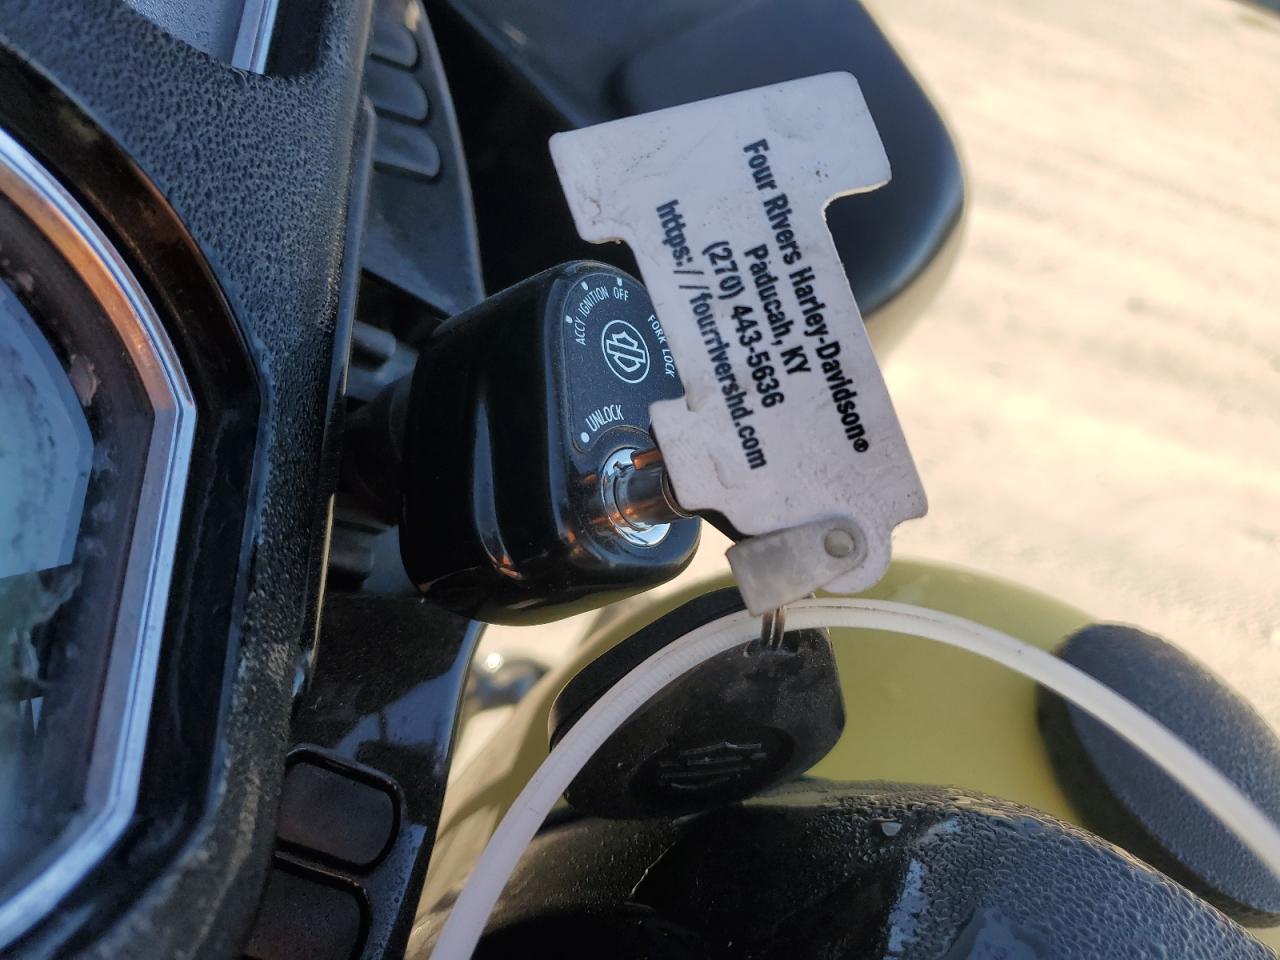 Four Rivers Harley-Davidson®
Paducah, KY
(270) 443-5636
https://fourrivershd.com
ACCY IGNITION OFF
FORK LOCK
UNLOCK